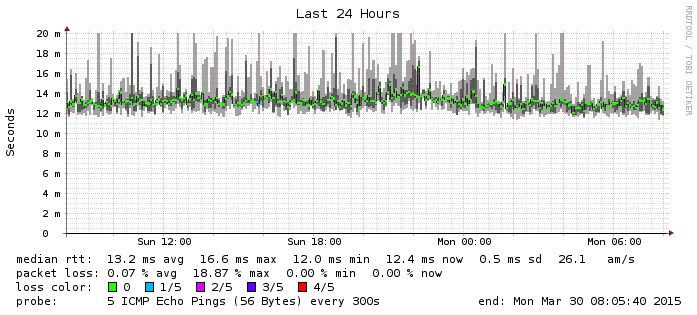 Last 24 Hours
RRDTOOL / TOBI OETIKER
Seconds
20 m
18 m
16 m
14 m
12 m
10 m
8 m
6 m
4 m
2 m
0
Sun 12:00 Sun 18:00 Mon 00:00 Mon 06:00
median rtt: 13.2 ms avg 16.6 ms max 12.0 ms min 12.4 ms now 0.5 ms sd 26.1 am/s
packet loss: 0.07 % avg 18.87 % max 0.00 % min 0.00 % now
loss color: 0 1/5 2/5 3/5 4/5
probe: 5 ICMP Echo Pings (56 Bytes) every 300s end: Mon Mar 30 08:05:40 2015